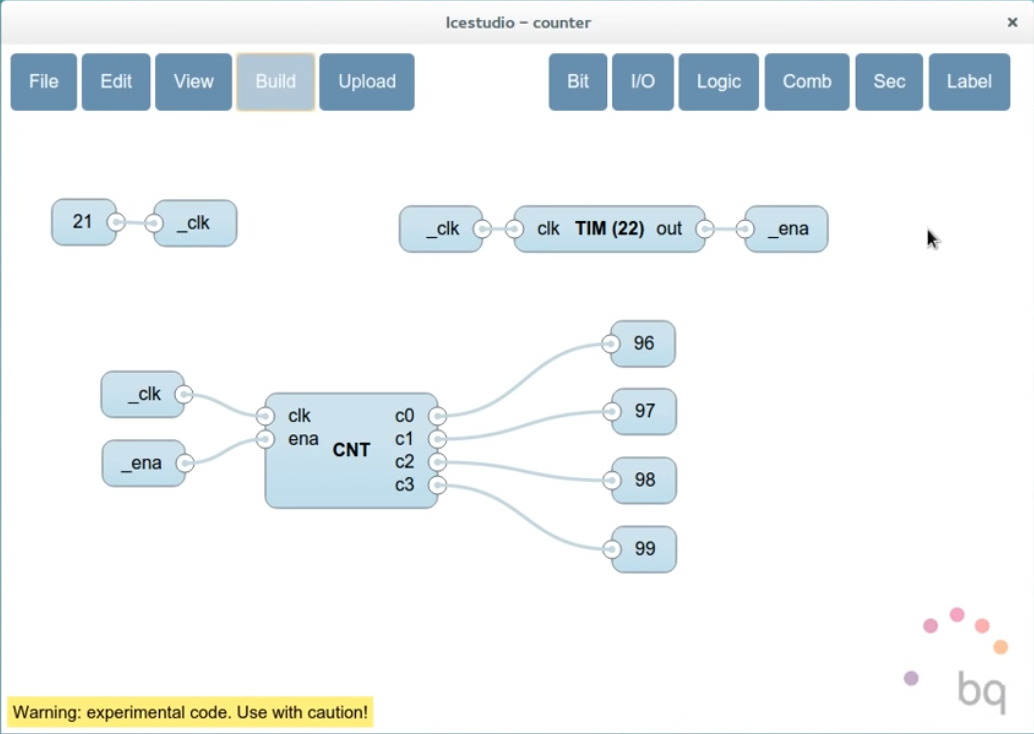 Icestudio – counter ×
File Edit View Build Upload Bit I/O Logic Comb Sec Label
21 _clk
_clk clk TIM (22) out _ena
96
_clk
clk c0
97
ena c1
CNT
_ena
c2
98
c3
99
bq
Warning: experimental code. Use with caution!